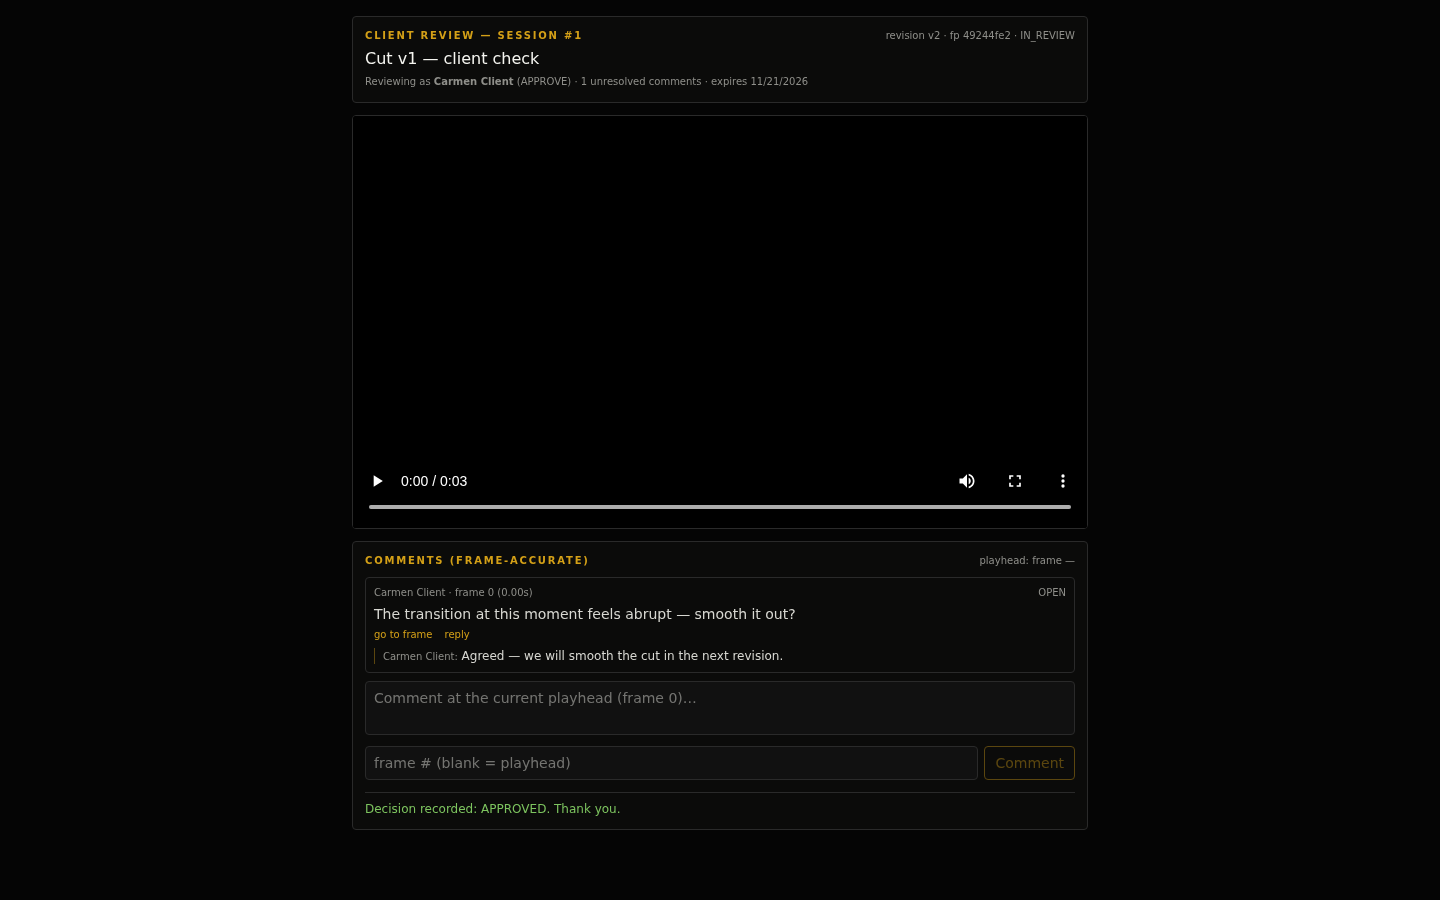 CLIENT REVIEW — SESSION #1
revision v2 · fp 49244fe2 · IN_REVIEW
Cut v1 — client check
Reviewing as Carmen Client (APPROVE) · 1 unresolved comments · expires 11/21/2026
0:00 / 0:03
COMMENTS (FRAME-ACCURATE)
playhead: frame —
Carmen Client · frame 0 (0.00s)
OPEN
The transition at this moment feels abrupt — smooth it out?
go to frame reply
Carmen Client: Agreed — we will smooth the cut in the next revision.
Comment at the current playhead (frame 0)...
frame # (blank = playhead)
Comment
Decision recorded: APPROVED. Thank you.